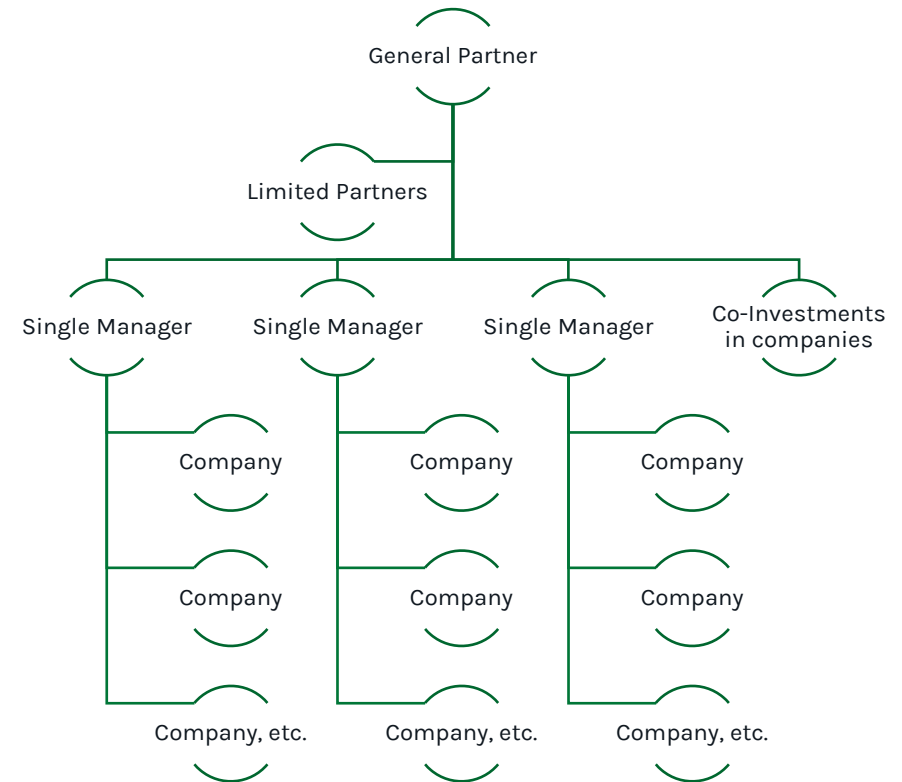 General Partner
Limited Partners
Single Manager
Single Manager
Single Manager
Co-Investments
in companies
Company
Company
Company
Company
Company
Company
Company, etc.
Company, etc.
Company, etc.